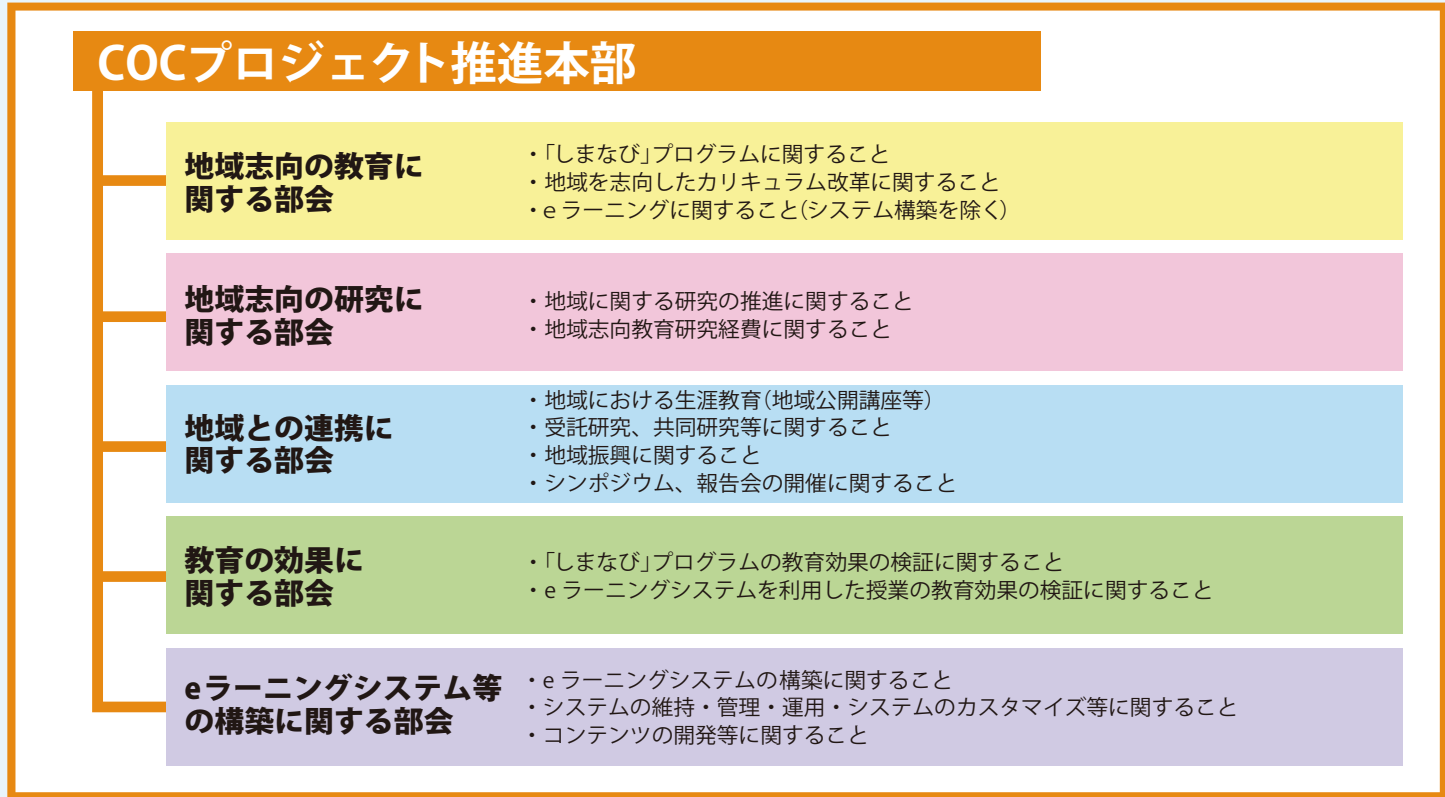 COCプロジェクト推進本部
地域志向の教育に
関する部会
・「しまなび」プログラムに関すること
・地域を志向したカリキュラム改革に関すること
・e ラーニングに関すること(システム構築を除く)
地域志向の研究に
関する部会
・地域に関する研究の推進に関すること
・地域志向教育研究経費に関すること
地域との連携に
関する部会
・地域における生涯教育(地域公開講座等)
・受託研究、共同研究等に関すること
・地域振興に関すること
・シンポジウム、報告会の開催に関すること
教育の効果に
関する部会
・「しまなび」プログラムの教育効果の検証に関すること
・e ラーニングシステムを利用した授業の教育効果の検証に関すること
eラーニングシステム等
の構築に関する部会
・e ラーニングシステムの構築に関すること
・システムの維持・管理・運用・システムのカスタマイズ等に関すること
・コンテンツの開発等に関すること